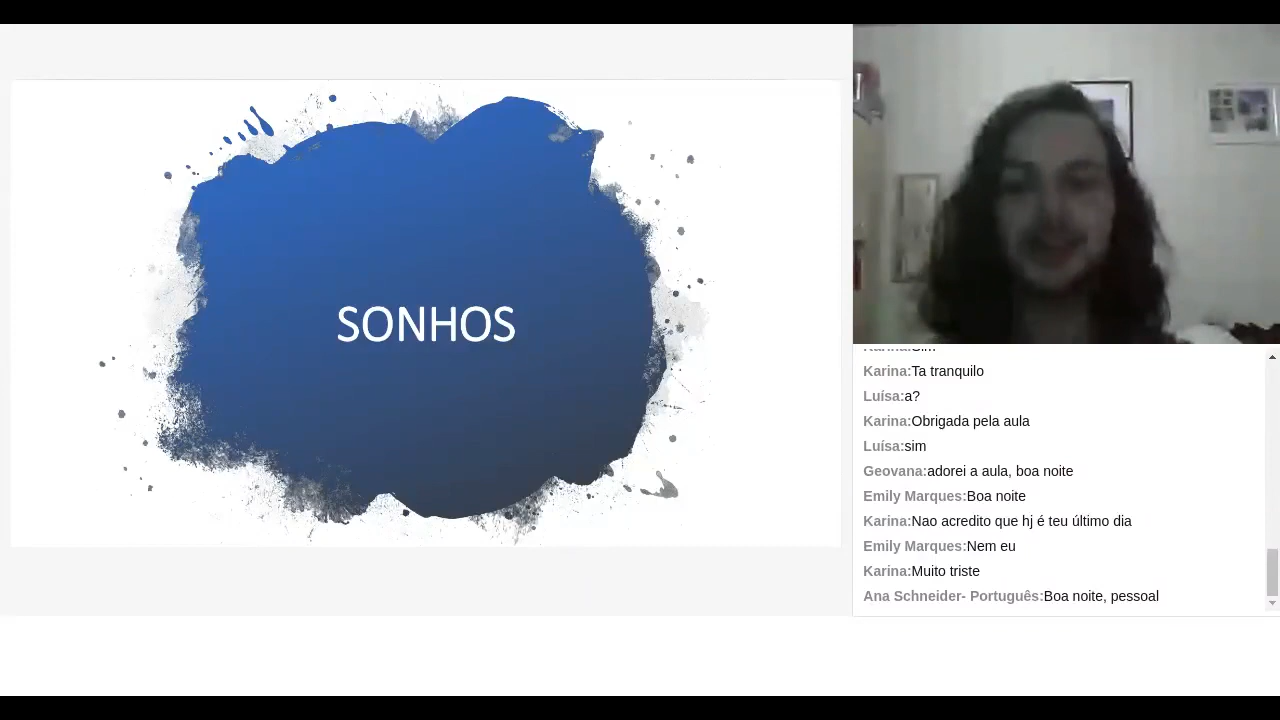 SONHOS
Karina:Sim
Karina:Ta tranquilo
Luísa:a?
Karina:Obrigada pela aula
Luísa:sim
Geovana:adorei a aula, boa noite
Emily Marques:Boa noite
Karina:Nao acredito que hj é teu último dia
Emily Marques:Nem eu
Karina:Muito triste
Ana Schneider- Português:Boa noite, pessoal